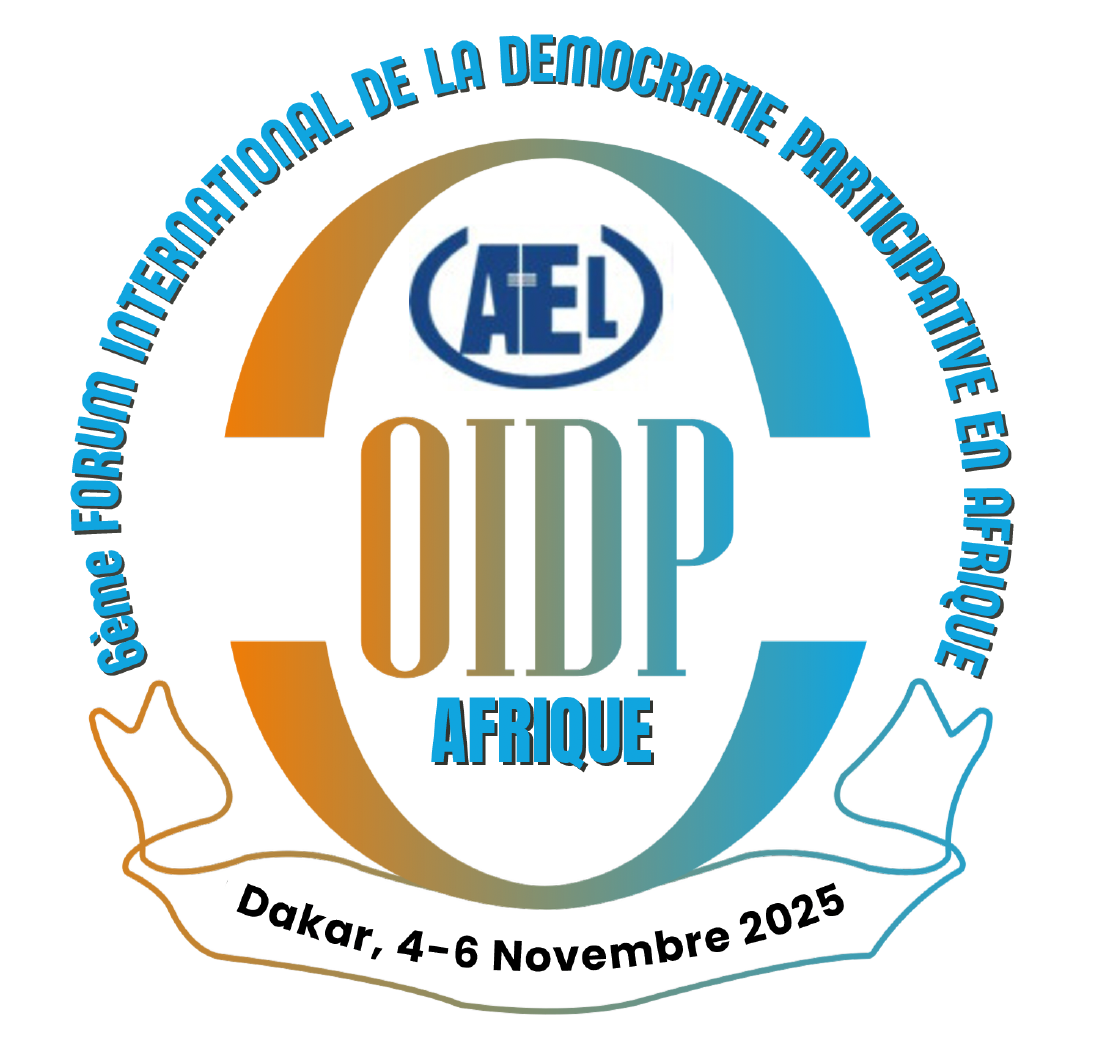 6ème FORUM INTERNATIONAL DE LA DEMOCRATIE PARTICIPATIVE EN AFRIQUE
AEL
OIDP
AFRIQUE
Dakar, 4-6 Novembre 2025